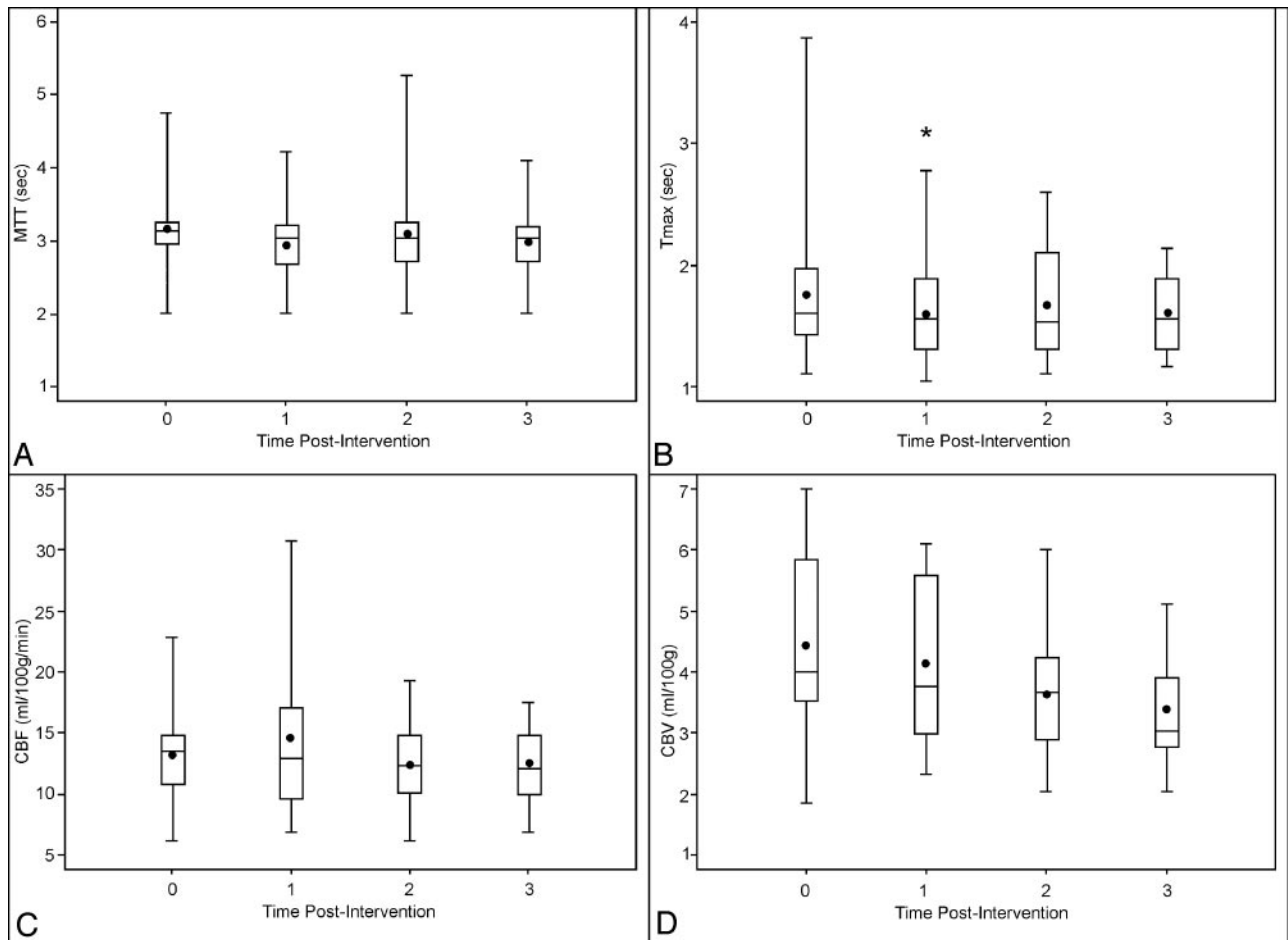 6
5
4
3
2
1
MTT (sec)
0 1 2 3
Time Post-Intervention
A
4
3
2
1
Tmax (sec)
*
0 1 2 3
Time Post-Intervention
B
35
30
25
20
15
10
5
CBF (ml/100g/min)
0 1 2 3
Time Post-Intervention
C
7
6
5
4
3
2
1
CBV (ml/100g)
0 1 2 3
Time Post-Intervention
D